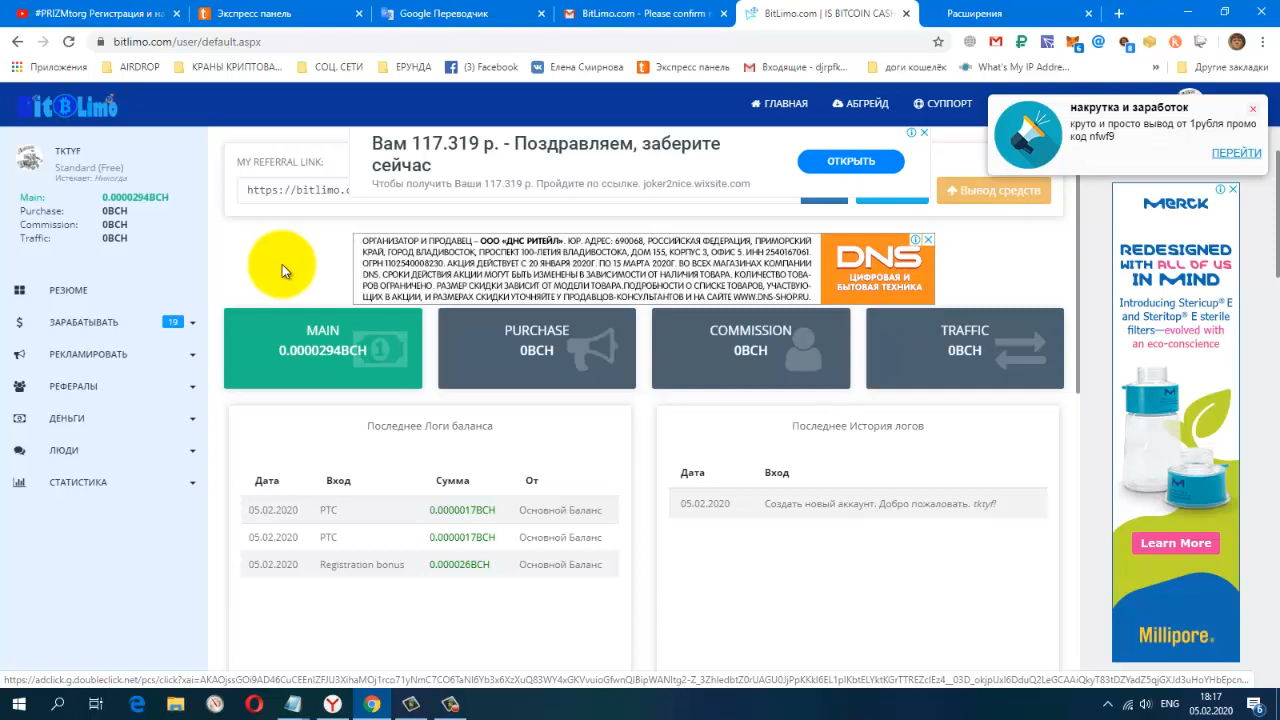 #PRIZMtorg Регистрация и на
Экспресс панель
Google Переводчик
BitLimo.com - Please confirm r
BitLimo.com | IS BITCOIN CASH
Расширения
bitlimo.com/user/default.aspx
Приложения
AIRDROP
КРАНЫ КРИПТОВА...
СОЦ. СЕТИ
ЕРУНДА
(3) Facebook
Елена Смирнова
Экспресс панель
Входящие - djrpfk...
доги кошелёк
What's My IP Addre...
»
Другие закладки
BitLimo
ГЛАВНАЯ
АБГРЕЙД
СУППОРТ
накрутка и заработок
круто и просто вывод от 1рубля промо
код nfwf9
ПЕРЕЙТИ
TKTYF
Standard (Free)
Истекает: Никогда
Main: 0.0000294BCH
Purchase: 0BCH
Commission: 0BCH
Traffic: 0BCH
РЕЗЮМЕ
ЗАРАБАТЫВАТЬ 19
РЕКЛАМИРОВАТЬ
РЕФЕРАЛЫ
ДЕНЬГИ
ЛЮДИ
СТАТИСТИКА
MY REFERRAL LINK:
https://bitlimo.c
Вам 117.319 р. - Поздравляем, заберите
сейчас
Чтобы получить Ваши 117.319 р. Пройдите по ссылке. joker2nice.wixsite.com
ОТКРЫТЬ
Вывод средств
ОРГАНИЗАТОР И ПРОДАВЕЦ - ООО «ДНС РИТЕЙЛ». ЮР. АДРЕС: 690068, РОССИЙСКАЯ ФЕДЕРАЦИЯ, ПРИМОРСКИЙ
КРАЙ, ГОРОД ВЛАДИВОСТОК, ПРОСПЕКТ 100-ЛЕТИЯ ВЛАДИВОСТОКА, ДОМ 155, КОРПУС 3, ОФИС 5. ИНН 2540167061,
ОГРН 1102540008230. АКЦИЯ ДЕЙСТВУЕТ С 20 ЯНВАРЯ 2020Г. ПО 15 МАРТА 2020Г. ВО ВСЕХ МАГАЗИНАХ КОМПАНИИ
DNS. СРОКИ ДЕЙСТВИЯ АКЦИИ МОГУТ БЫТЬ ИЗМЕНЕНЫ В ЗАВИСИМОСТИ ОТ НАЛИЧИЯ ТОВАРА. КОЛИЧЕСТВО ТОВА-
РОВ ОГРАНИЧЕНО. РАЗМЕР СКИДКИ ЗАВИСИТ ОТ МОДЕЛИ ТОВАРА.ПОДРОБНОСТИ О СПИСКЕ ТОВАРОВ, УЧАСТВУЮ-
ЩИХ В АКЦИИ, И РАЗМЕРАХ СКИДКИ УТОЧНЯЙТЕ У ПРОДАВЦОВ-КОНСУЛЬТАНТОВ И НА САЙТЕ WWW.DNS-SHOP.RU.
DNS
ЦИФРОВАЯ И
БЫТОВАЯ ТЕХНИКА
MAIN
0.0000294BCH
PURCHASE
0BCH
COMMISSION
0BCH
TRAFFIC
0BCH
Последнее Логи баланса
Дата Вход Сумма От
05.02.2020 PTC 0.0000017BCH Основной Баланс
05.02.2020 PTC 0.0000017BCH Основной Баланс
05.02.2020 Registration bonus 0.000026BCH Основной Баланс
Последнее История логов
Дата Вход
05.02.2020 Создать новый аккаунт. Добро пожаловать. tktyf!
MERCK
REDESIGNED
WITH ALL OF US
IN MIND
Introducing Stericup® E
and Steritop® E sterile
filters—evolved with
an eco-conscience
Learn More
Millipore®
ENG
18:17
05.02.2020
6